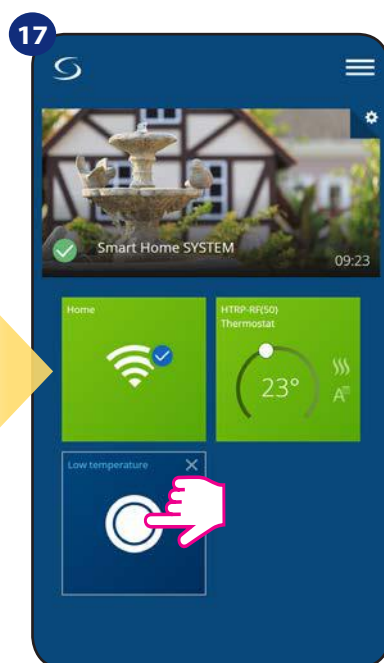 17
Smart Home SYSTEM
09:23
Home
HTRP-RF(50)
Thermostat
23°
A
Low temperature